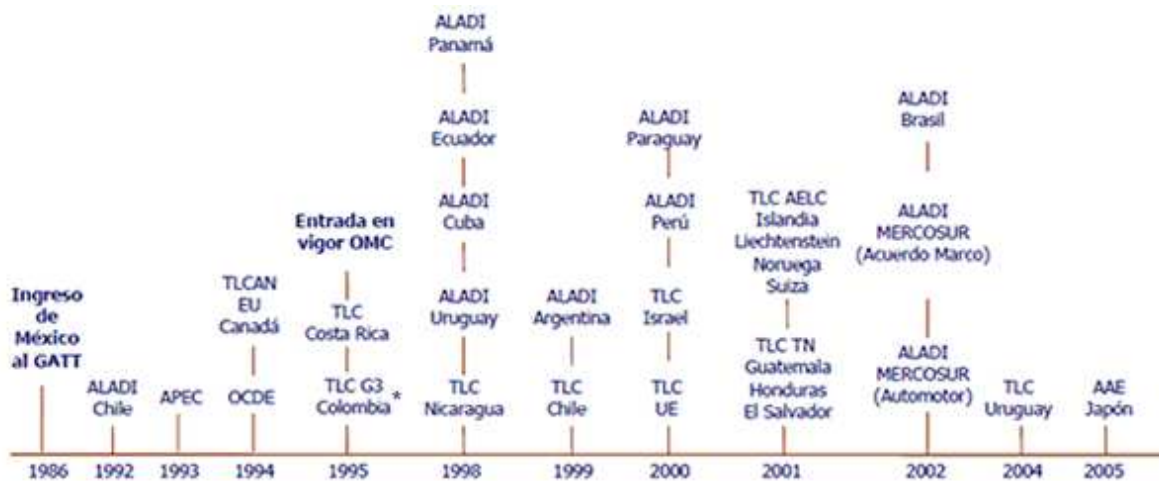 Ingreso
de
México
al GATT
1986
ALADI
Chile
1992
APEC
1993
TLCAN
EU
Canadá
OCDE
1994
Entrada en
vigor OMC
TLC
Costa Rica
TLC G3
Colombia*
1995
ALADI
Panamá
ALADI
Ecuador
ALADI
Cuba
ALADI
Uruguay
TLC
Nicaragua
1998
ALADI
Argentina
TLC
Chile
1999
ALADI
Paraguay
ALADI
Perú
TLC
Israel
TLC
UE
2000
TLC AELC
Islandia
Liechtenstein
Noruega
Suiza
TLC TN
Guatemala
Honduras
El Salvador
2001
ALADI
Brasil
ALADI
MERCOSUR
(Acuerdo Marco)
ALADI
MERCOSUR
(Automotor)
2002
TLC
Uruguay
2004
AAE
Japón
2005